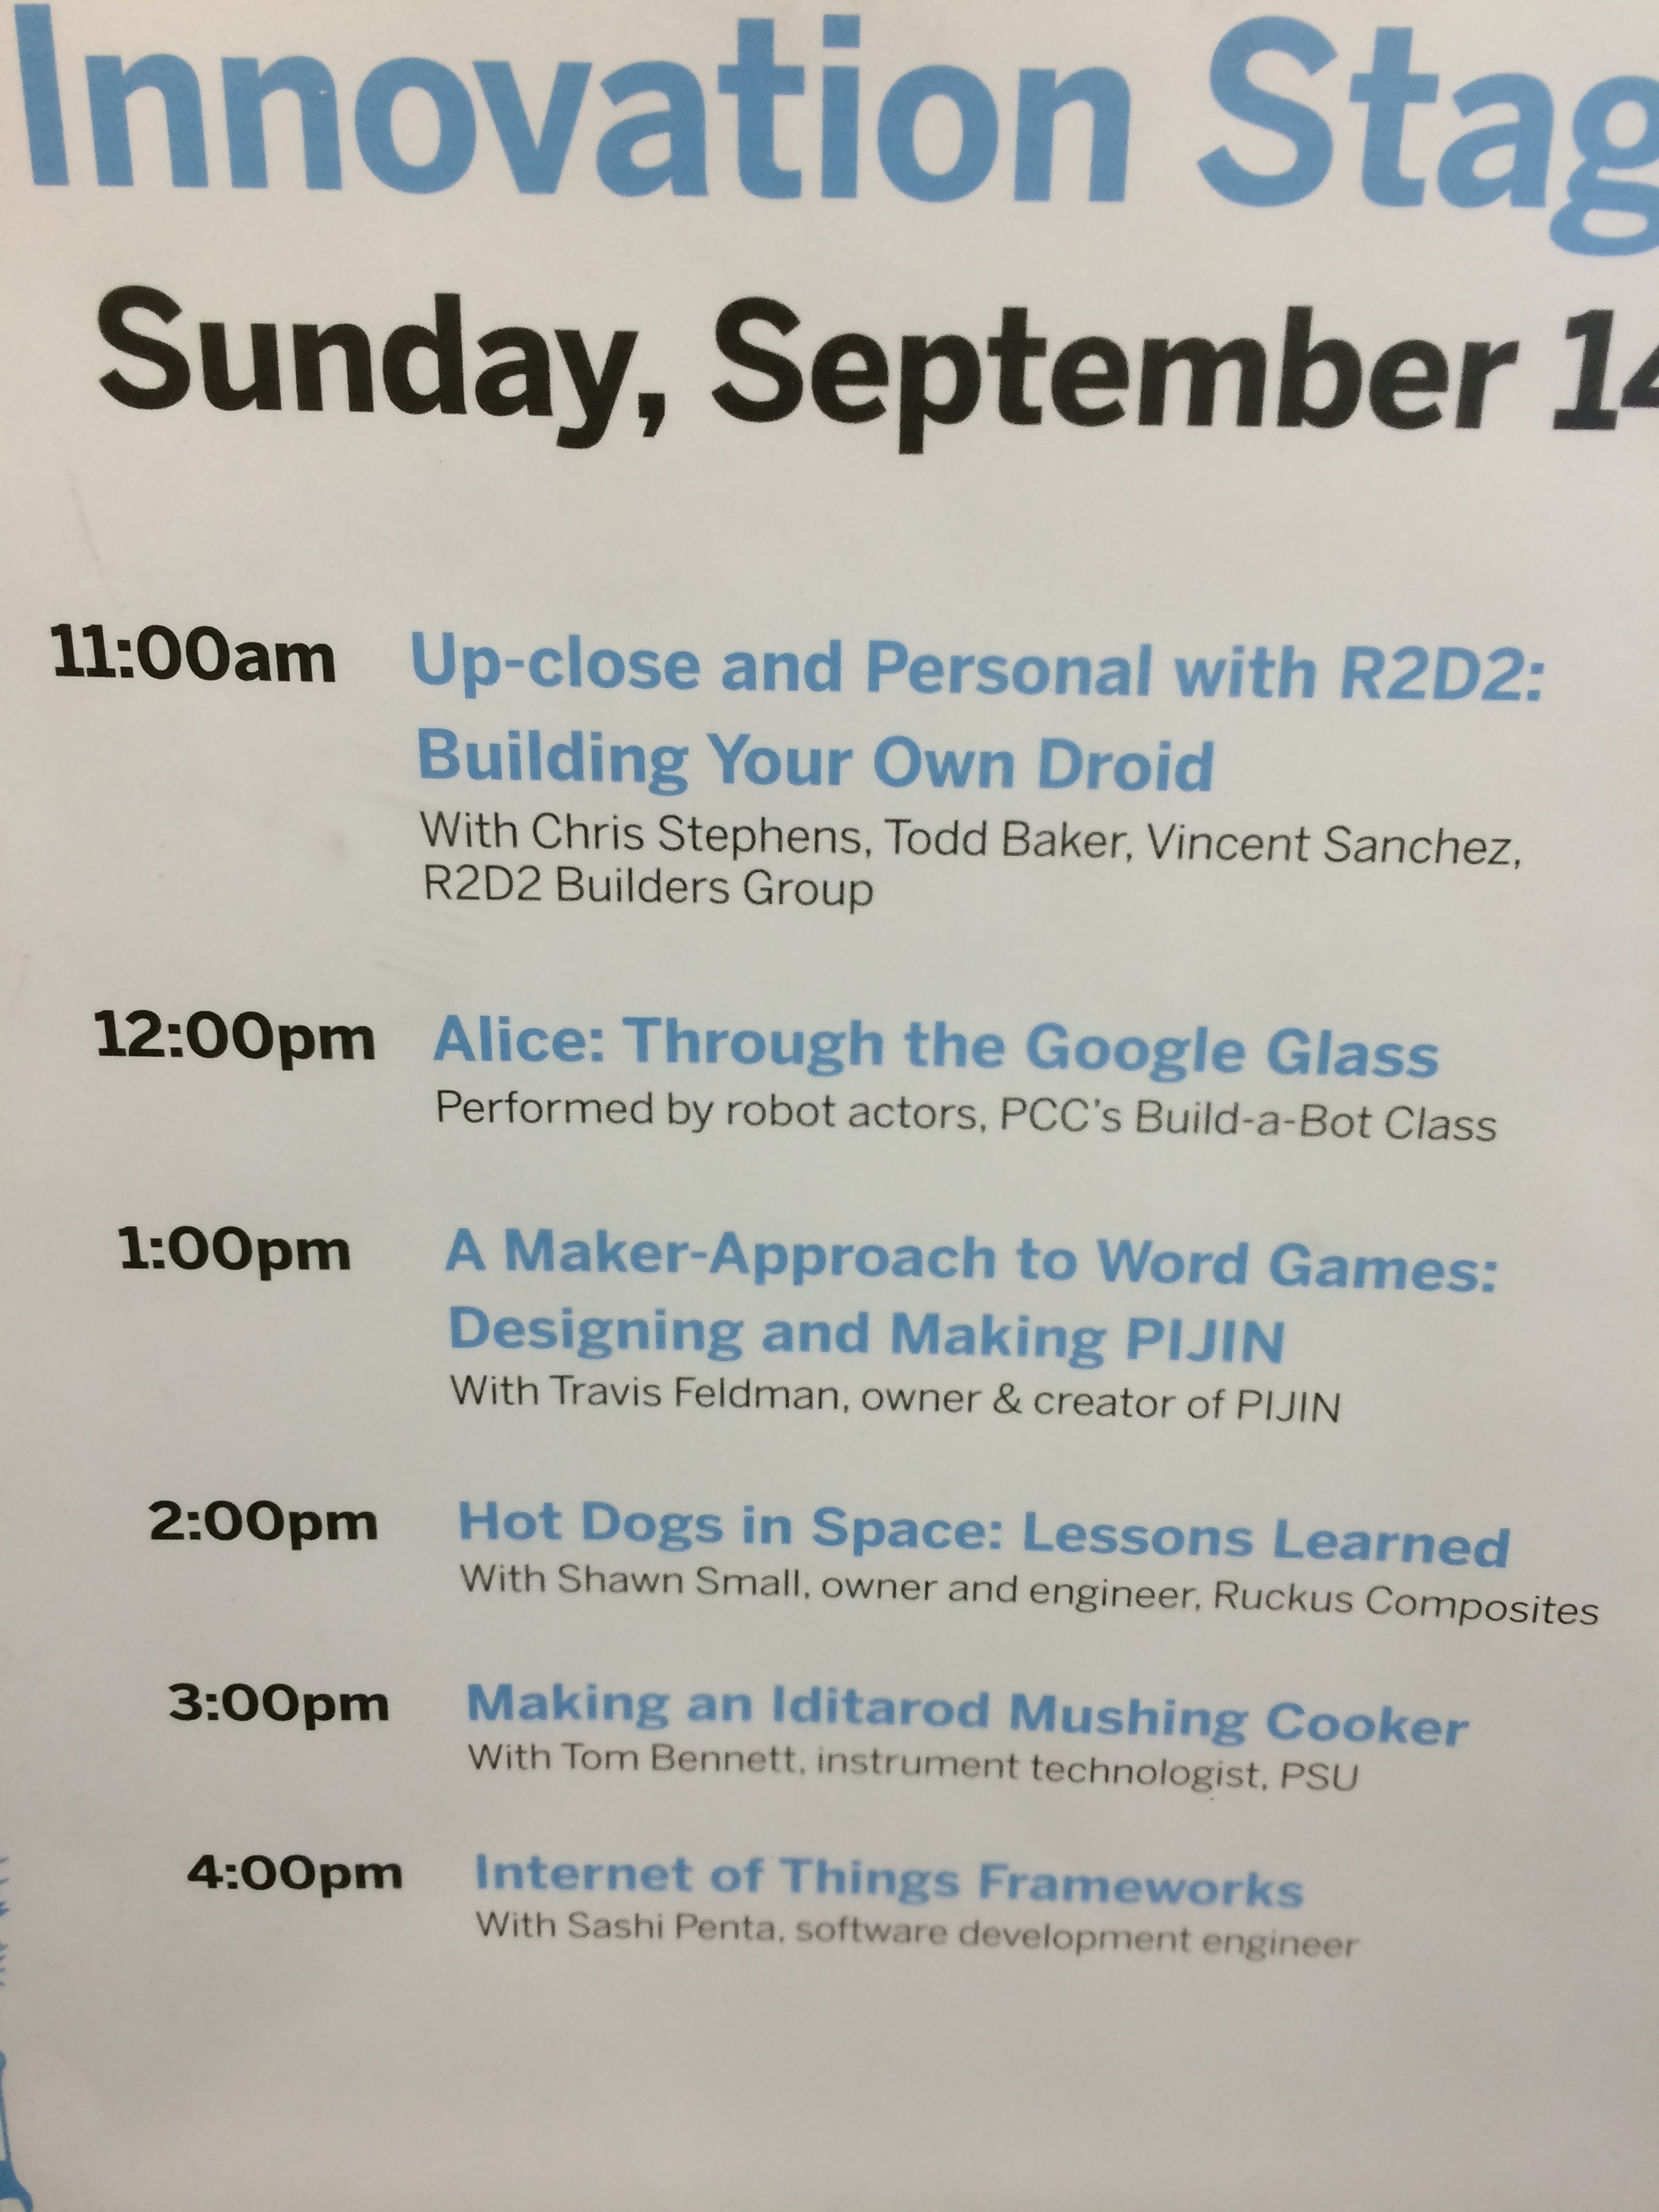 Innovation Stag
Sunday, September 14
11:00am Up-close and Personal with R2D2:
Building Your Own Droid
With Chris Stephens, Todd Baker, Vincent Sanchez,
R2D2 Builders Group
12:00pm Alice: Through the Google Glass
Performed by robot actors, PCC's Build-a-Bot Class
1:00pm A Maker-Approach to Word Games:
Designing and Making PIJIN
With Travis Feldman, owner & creator of PIJIN
2:00pm Hot Dogs in Space: Lessons Learned
With Shawn Small, owner and engineer, Ruckus Composites
3:00pm Making an Iditarod Mushing Cooker
With Tom Bennett, instrument technologist, PSU
4:00pm Internet of Things Frameworks
With Sashi Penta, software development engineer